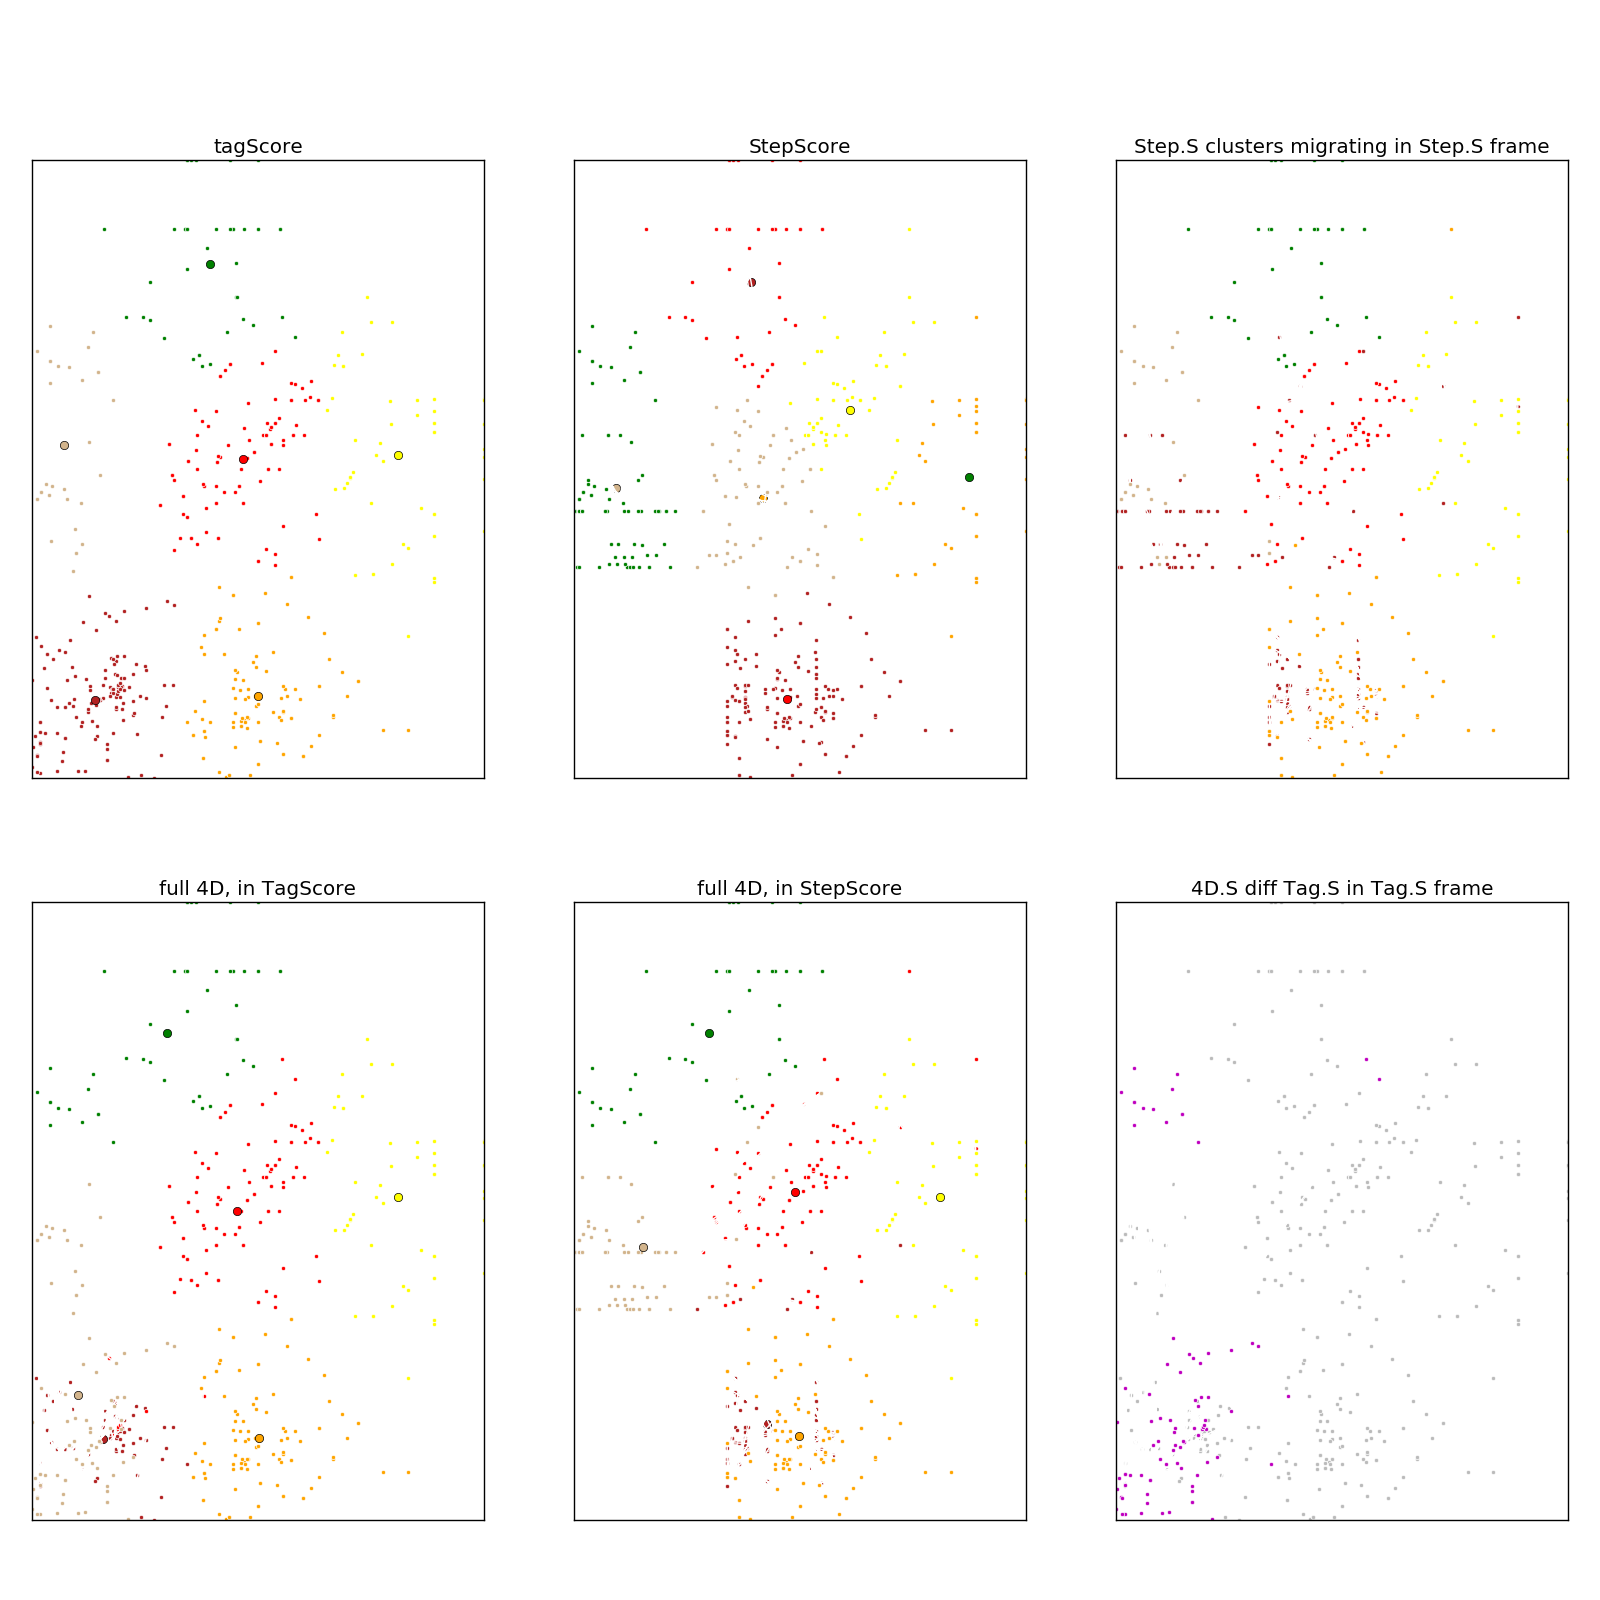 tagScore
StepScore
Step.S clusters migrating in Step.S frame
full 4D, in TagScore
full 4D, in StepScore
4D.S diff Tag.S in Tag.S frame